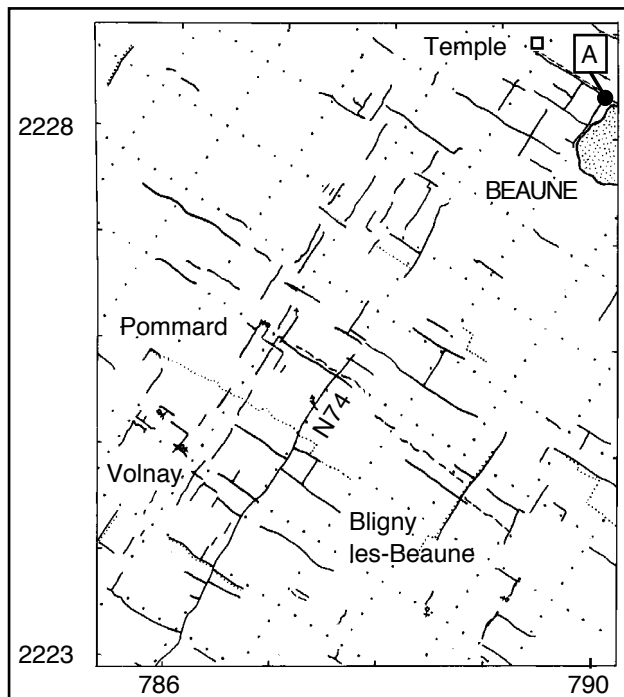 Temple
A
2228
BEAUNE
Pommard
N74
Volnay
Bligny
les-Beaune
2223
786
790